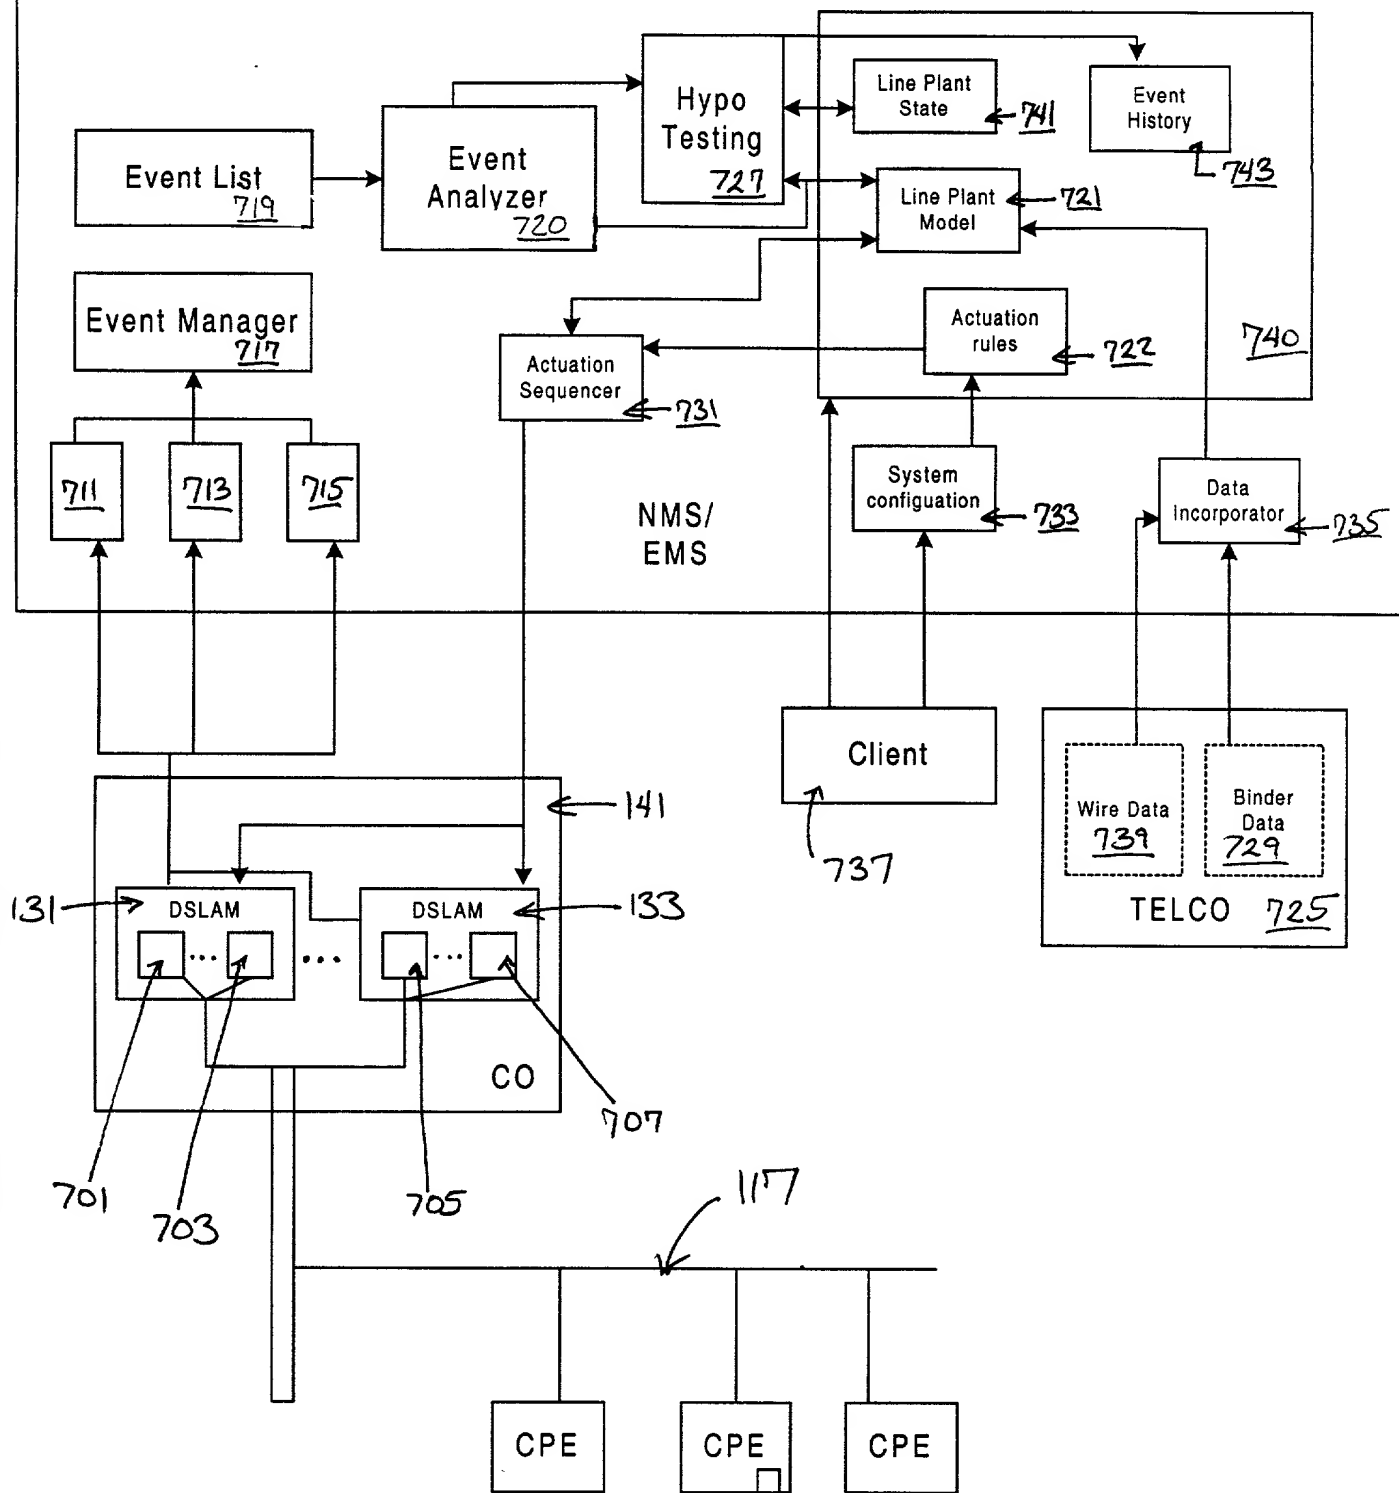 Hypo
Testing
727
Line Plant
State
741
Event
History
743
Event List
719
Event
Analyzer
720
Line Plant
Model
721
Event Manager
717
Actuation
Sequencer
731
Actuation
rules
722
740
711
713
715
NMS/
EMS
System
configuation
733
Data
Incorporator
735
Client
737
Wire Data
739
Binder
Data
729
TELCO 725
141
131
DSLAM
DSLAM
133
CO
701
703
705
707
117
CPE
CPE
CPE